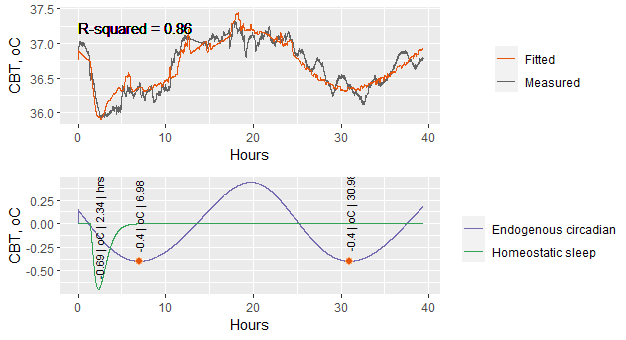 37.5
37.0
36.5
36.0
CBT, oC
R-squared = 0.86
0
10
20
30
40
Hours
Fitted
Measured
0.25
0.00
-0.25
-0.50
CBT, oC
-0.69 | oC | 2.34 | hrs
-0.4 | oC | 6.98
-0.4 | oC | 30.98
0
10
20
30
40
Hours
Endogenous circadian
Homeostatic sleep